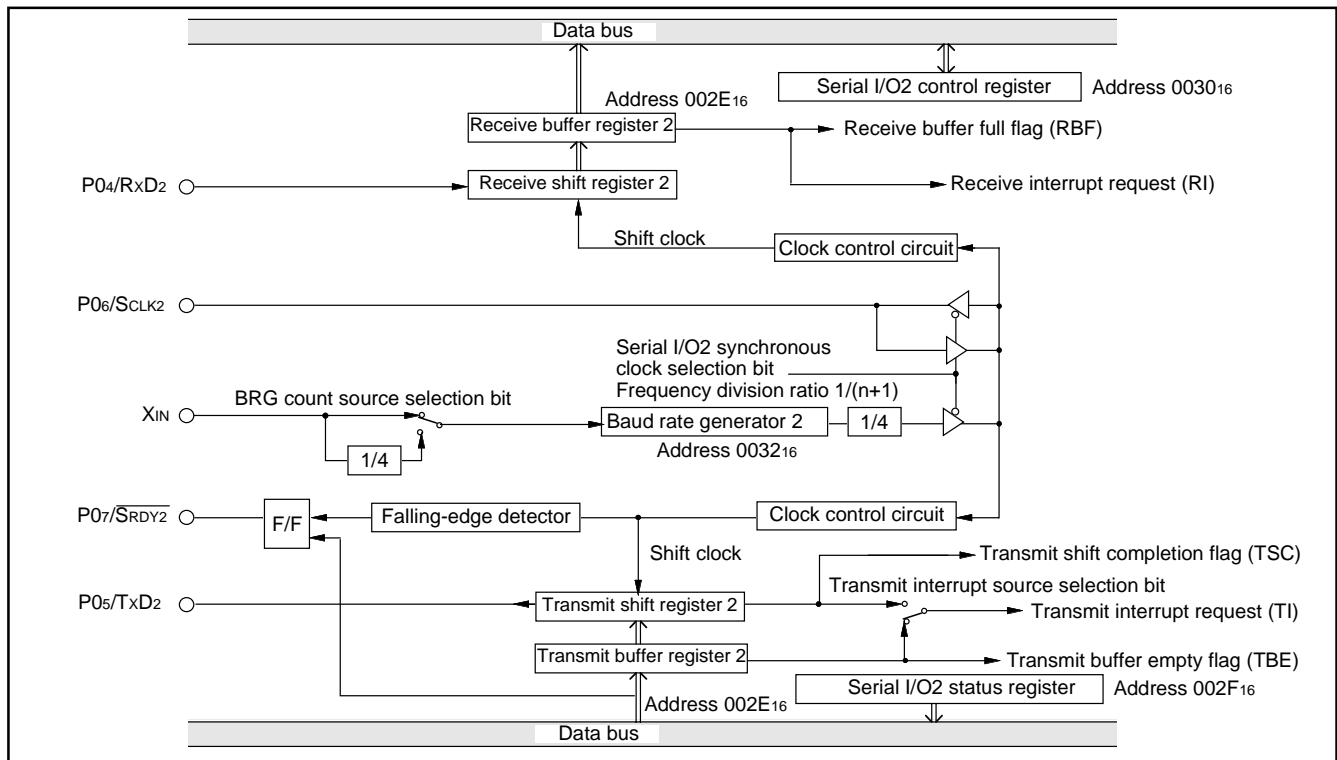 Data bus
Serial I/O2 control register
Address 0030₁₆
Address 002E₁₆
Receive buffer register 2
Receive buffer full flag (RBF)
P0₄/RxD₂
Receive shift register 2
Receive interrupt request (RI)
Shift clock
Clock control circuit
P0₆/SCLK2
Serial I/O2 synchronous
clock selection bit
Frequency division ratio 1/(n+1)
XIN
BRG count source selection bit
Baud rate generator 2
1/4
1/4
Address 0032₁₆
P0₇/S̅R̅D̅Y̅2̅
F/F
Falling-edge detector
Clock control circuit
Shift clock
Transmit shift completion flag (TSC)
Transmit interrupt source selection bit
P0₅/TxD₂
Transmit shift register 2
Transmit interrupt request (TI)
Transmit buffer register 2
Transmit buffer empty flag (TBE)
Address 002E₁₆
Serial I/O2 status register
Address 002F₁₆
Data bus